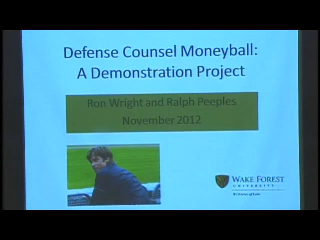 Defense Counsel Moneyball:
A Demonstration Project
Ron Wright and Ralph Peeples
November 2012
WAKE FOREST
UNIVERSITY